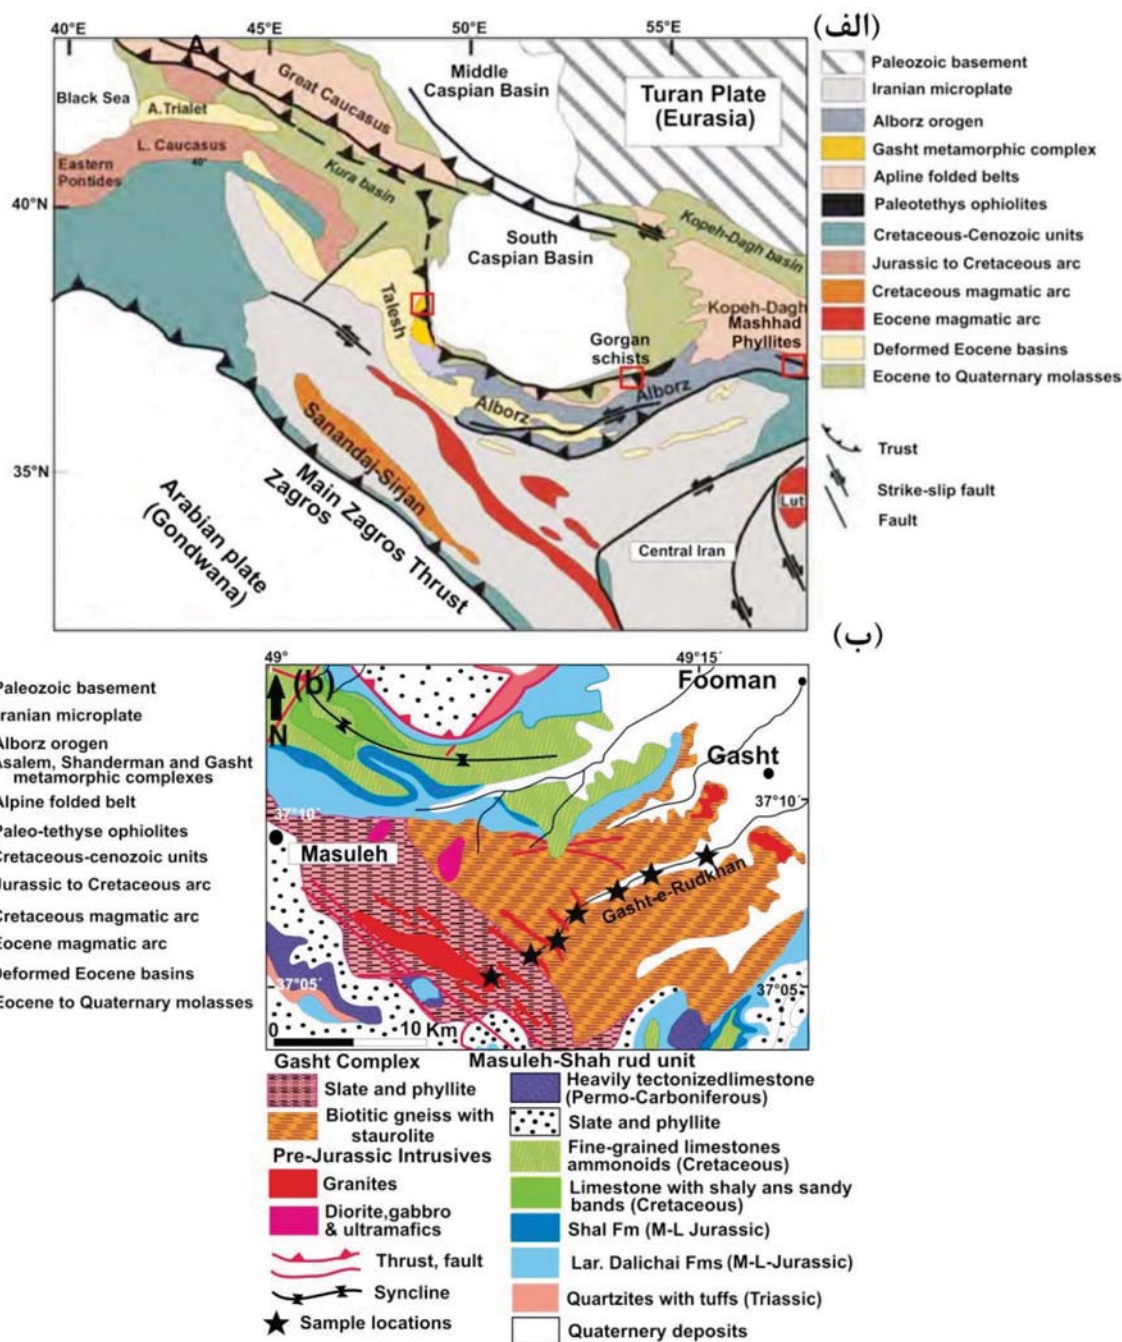 (الف)
40°E
45°E
50°E
55°E
A
Black Sea
Great Caucasus
Middle
Caspian Basin
Turan Plate
(Eurasia)
A.Trialet
L. Caucasus
40°
Eastern
Pontides
Kura basin
40°N
South
Caspian Basin
Kopeh-Dagh basin
Talesh
Kopeh-Dagh
Mashhad
Phyllites
Gorgan
schists
Alborz
Alborz
Sanandaj-Sirjan
35°N
Main Zagros Thrust
Zagros
Arabian plate
(Gondwana)
Lut
Central Iran
Paleozoic basement
Iranian microplate
Alborz orogen
Gasht metamorphic complex
Apline folded belts
Paleotethys ophiolites
Cretaceous-Cenozoic units
Jurassic to Cretaceous arc
Cretaceous magmatic arc
Eocene magmatic arc
Deformed Eocene basins
Eocene to Quaternary molasses
Trust
Strike-slip fault
Fault
(ب)
Paleozoic basement
Iranian microplate
Alborz orogen
Asalem, Shanderman and Gasht
metamorphic complexes
Alpine folded belt
Paleo-tethyse ophiolites
Cretaceous-cenozoic units
Jurassic to Cretaceous arc
Cretaceous magmatic arc
Eocene magmatic arc
Deformed Eocene basins
Eocene to Quaternary molasses
49°
49°15´
(b)
N
Fooman
Gasht
37°10´
37°10´
Masuleh
Gasht-e-Rudkhan
37°05´
37°05´
0
10 Km
Gasht Complex
Slate and phyllite
Biotitic gneiss with
staurolite
Pre-Jurassic Intrusives
Granites
Diorite,gabbro
& ultramafics
Thrust, fault
Syncline
Sample locations
Masuleh-Shah rud unit
Heavily tectonizedlimestone
(Permo-Carboniferous)
Slate and phyllite
Fine-grained limestones
ammonoids (Cretaceous)
Limestone with shaly ans sandy
bands (Cretaceous)
Shal Fm (M-L Jurassic)
Lar. Dalichai Fms (M-L-Jurassic)
Quartzites with tuffs (Triassic)
Quaternery deposits